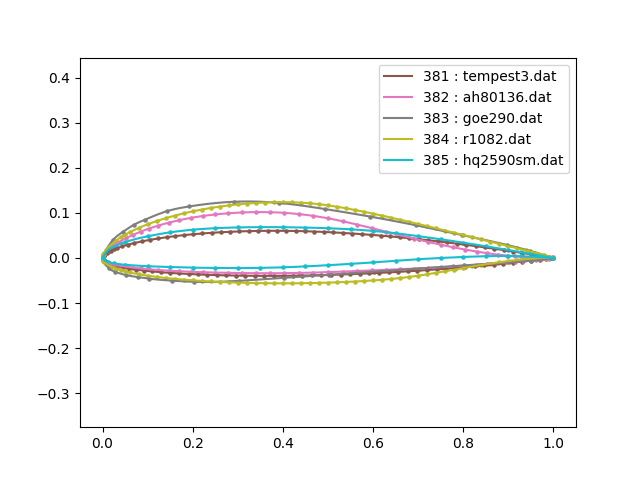 381 : tempest3.dat
382 : ah80136.dat
383 : goe290.dat
384 : r1082.dat
385 : hq2590sm.dat
0.4
0.3
0.2
0.1
0.0
−0.1
−0.2
−0.3
0.0 0.2 0.4 0.6 0.8 1.0